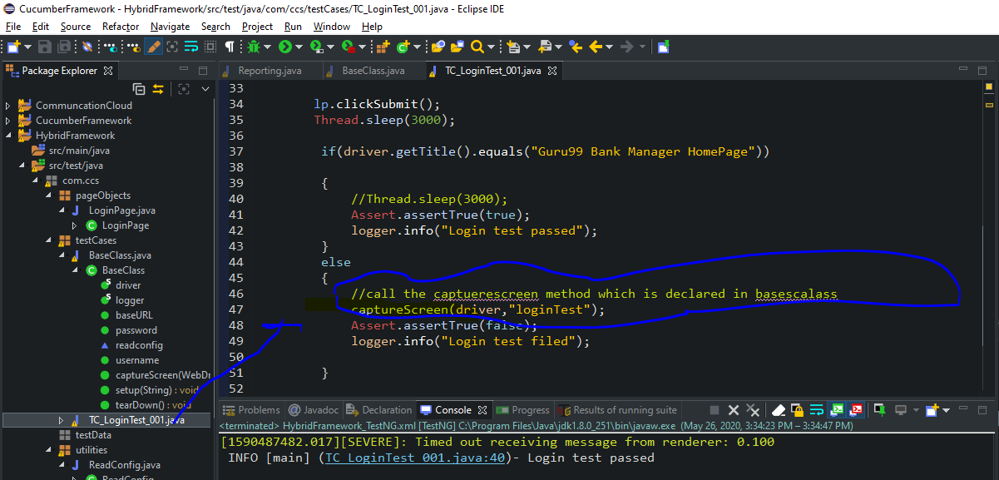 CucumberFramework - HybridFramework/src/test/java/com/ccs/testCases/TC_LoginTest_001.java - Eclipse IDE
File Edit Source Refactor Navigate Search Project Run Window Help
Package Explorer
Reporting.java BaseClass.java TC_LoginTest_001.java
CommuncationCloud
CucumberFramework
HybridFramework
src/main/java
src/test/java
com.ccs
pageObjects
LoginPage.java
LoginPage
testCases
BaseClass.java
BaseClass
driver
logger
baseURL
password
readconfig
username
captureScreen(WebDr
setup(String) : void
tearDown() : void
TC_LoginTest_001.java
testData
utilities
ReadConfig.java
ReadConfig
33
34 lp.clickSubmit();
35 Thread.sleep(3000);
36
37 if(driver.getTitle().equals("Guru99 Bank Manager HomePage"))
38
39 {
40 //Thread.sleep(3000);
41 Assert.assertTrue(true);
42 logger.info("Login test passed");
43 }
44 else
45 {
46 //call the captuerescreen method which is declared in basescalass
47 captureScreen(driver,"loginTest");
48 Assert.assertTrue(false);
49 logger.info("Login test filed");
50
51 }
52
Problems Javadoc Declaration Console Progress Results of running suite
<terminated> HybridFramework_TestNG.xml [TestNG] C:\Program Files\Java\jdk1.8.0_251\bin\javaw.exe (May 26, 2020, 3:34:23 PM – 3:34:47 PM)
[1590487482.017][SEVERE]: Timed out receiving message from renderer: 0.100
INFO [main] (TC_LoginTest_001.java:40)- Login test passed